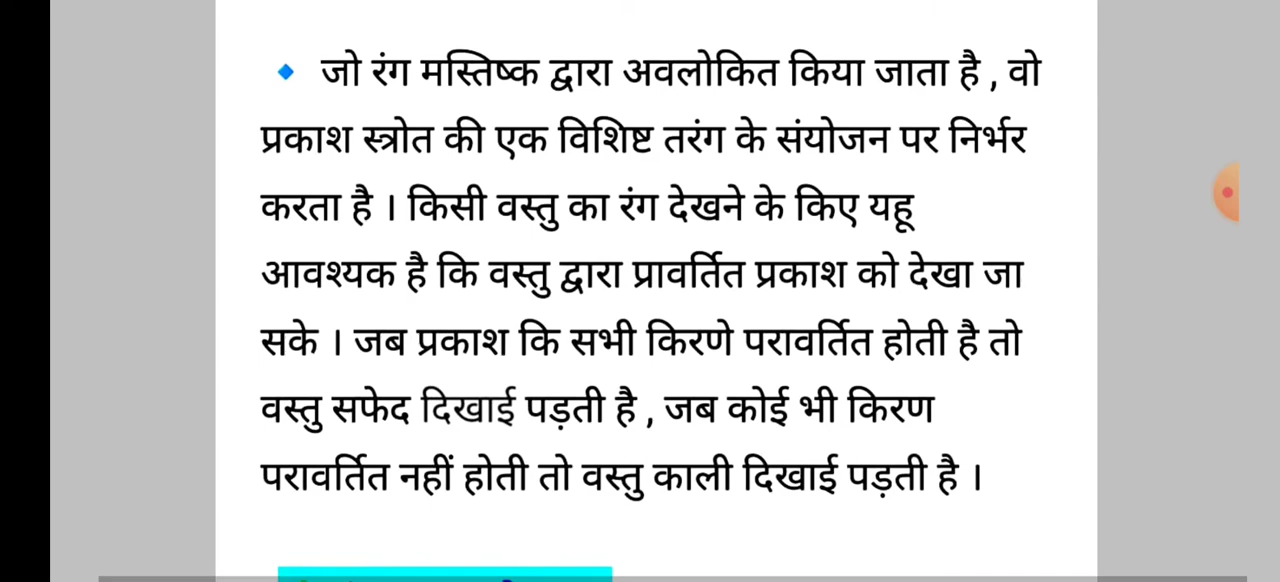 🔹 जो रंग मस्तिष्क द्वारा अवलोकित किया जाता है , वो
प्रकाश स्त्रोत की एक विशिष्ट तरंग के संयोजन पर निर्भर
करता है । किसी वस्तु का रंग देखने के किए यहू
आवश्यक है कि वस्तु द्वारा प्रावर्तित प्रकाश को देखा जा
सके । जब प्रकाश कि सभी किरणे परावर्तित होती है तो
वस्तु सफेद दिखाई पड़ती है , जब कोई भी किरण
परावर्तित नहीं होती तो वस्तु काली दिखाई पड़ती है ।